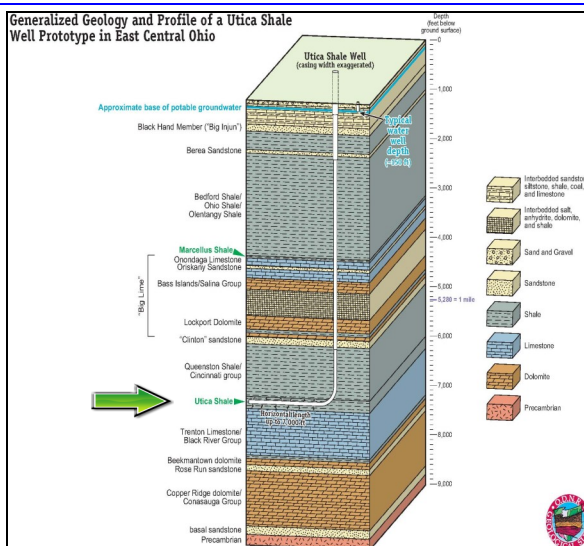 Generalized Geology and Profile of a Utica Shale
Well Prototype in East Central Ohio
Depth
(feet below
ground surface)
Utica Shale Well
(casing width exaggerated)
Approximate base of potable groundwater
Black Hand Member ("Big Injun")
Berea Sandstone
Bedford Shale/
Ohio Shale/
Olentangy Shale
Marcellus Shale
Onondaga Limestone
Oriskany Sandstone
Bass Islands/Salina Group
"Big Lime"
Lockport Dolomite
"Clinton" sandstone
Queenston Shale/
Cincinnati group
Utica Shale
Trenton Limestone/
Black River Group
Beekmantown dolomite
Rose Run sandstone
Copper Ridge dolomite/
Conasauga Group
basal sandstone
Precambrian
Typical
water
well
depth
Horizontal length
up to 7,000 ft
0
1,000
2,000
3,000
4,000
5,000
5,280 = 1 mile
6,000
7,000
8,000
9,000
Interbedded sandstone
siltstone, shale, coal,
and limestone
Interbedded salt,
anhydrite, dolomite,
and shale
Sand and Gravel
Sandstone
Shale
Limestone
Dolomite
Precambrian